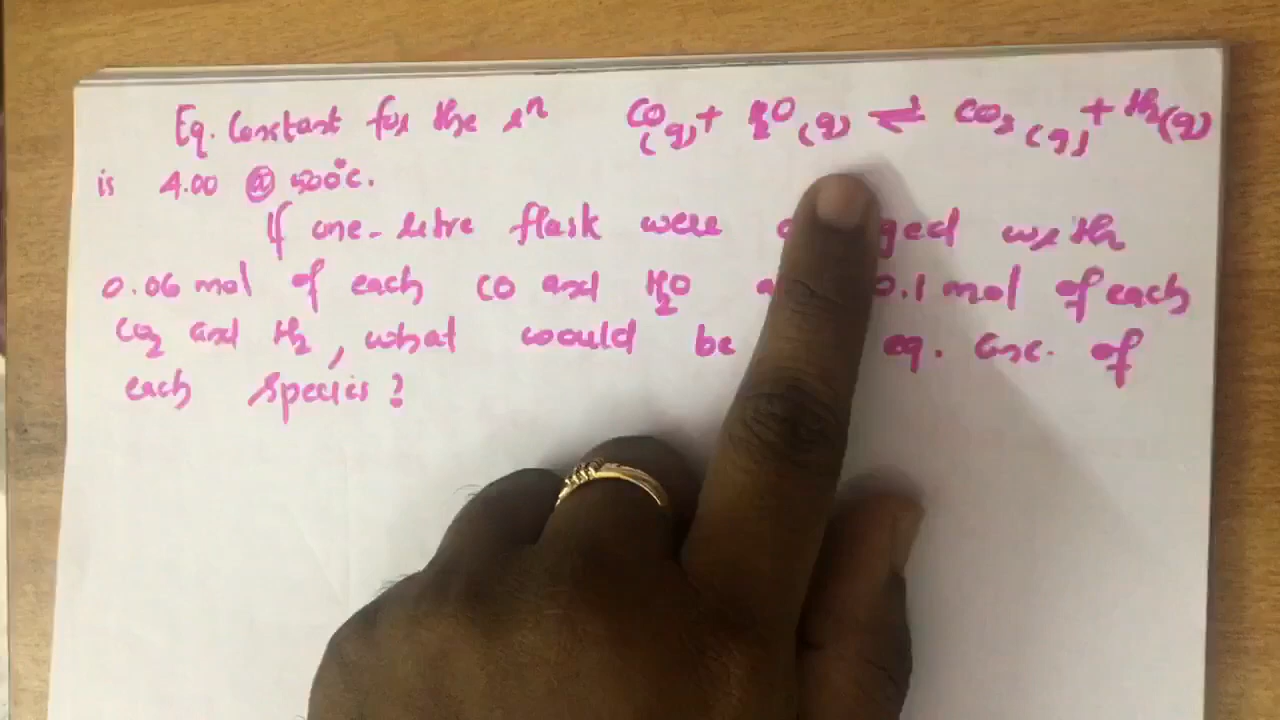 Eq. Constant for the rⁿ CO(g) + H₂O(g) ⇌ CO₂(g) + H₂(g)
is 4.00 @ 500°C.
If one-litre flask were with
0.06 mol of each CO and H₂O 0.1 mol of each
CO₂ and H₂, what would be eq. conc. of
each species?